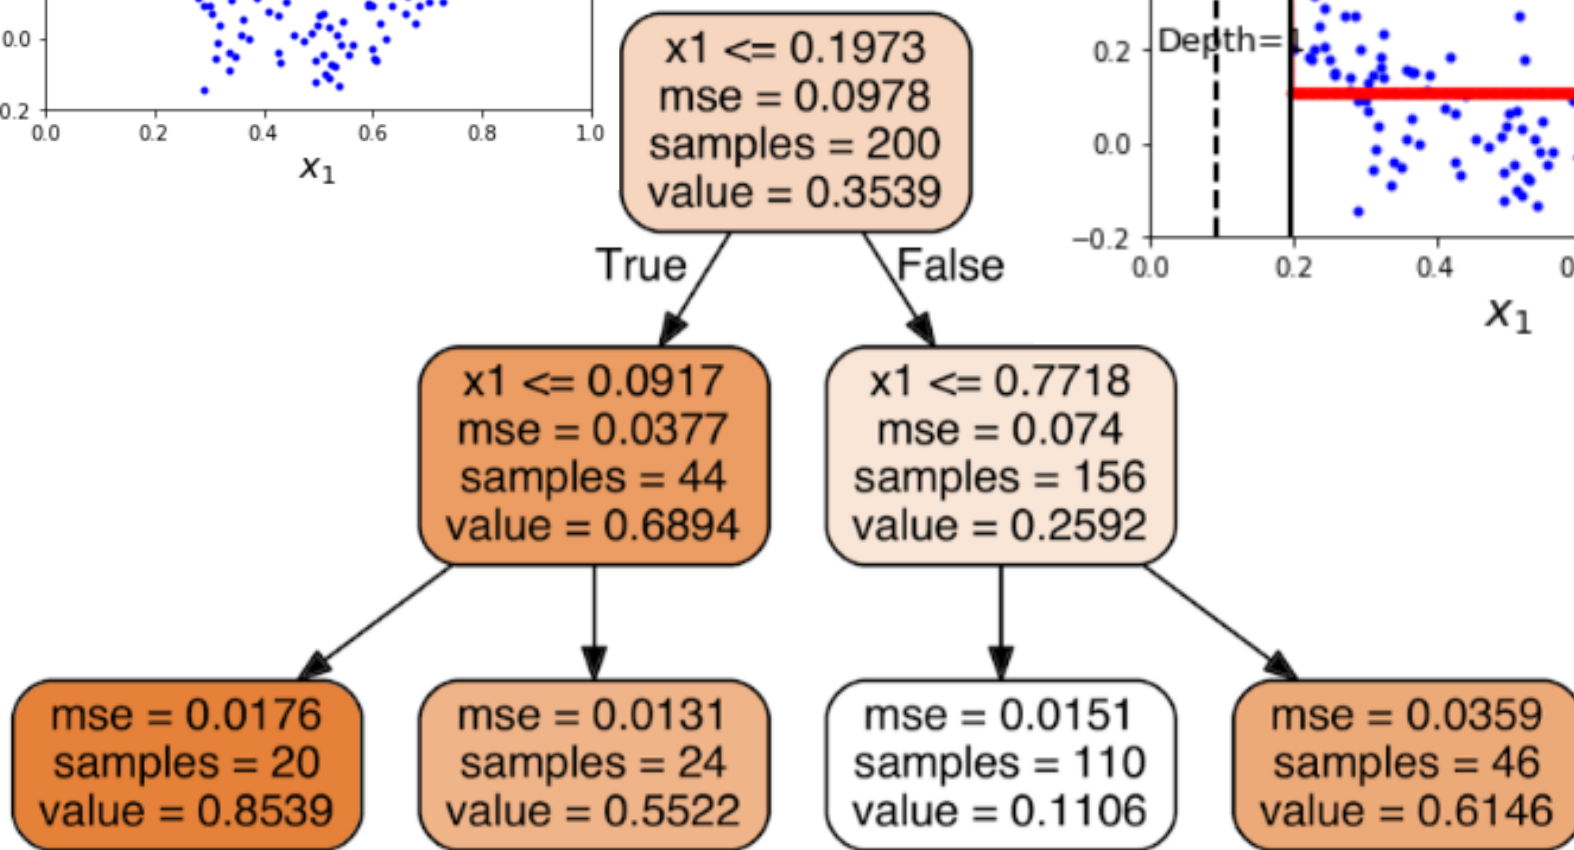 0.0
0.2
0.0
0.2
0.4
0.6
0.8
1.0
x1
x1 <= 0.1973
mse = 0.0978
samples = 200
value = 0.3539
Depth=1
0.2
0.0
−0.2
0.0
0.2
0.4
x1
True
False
x1 <= 0.0917
mse = 0.0377
samples = 44
value = 0.6894
x1 <= 0.7718
mse = 0.074
samples = 156
value = 0.2592
mse = 0.0176
samples = 20
value = 0.8539
mse = 0.0131
samples = 24
value = 0.5522
mse = 0.0151
samples = 110
value = 0.1106
mse = 0.0359
samples = 46
value = 0.6146